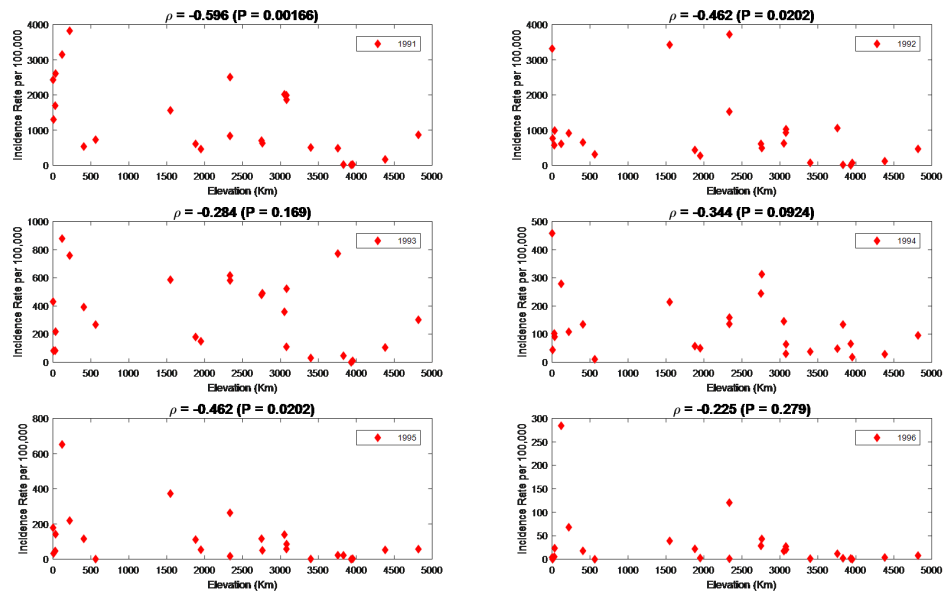 ρ = -0.596 (P = 0.00166)
Incidence Rate per 100,000
4000
3000
2000
1000
0
1991
0 500 1000 1500 2000 2500 3000 3500 4000 4500 5000
Elevation (Km)
ρ = -0.462 (P = 0.0202)
Incidence Rate per 100,000
4000
3000
2000
1000
0
1992
0 500 1000 1500 2000 2500 3000 3500 4000 4500 5000
Elevation (Km)
ρ = -0.284 (P = 0.169)
Incidence Rate per 100,000
1000
800
600
400
200
0
1993
0 500 1000 1500 2000 2500 3000 3500 4000 4500 5000
Elevation (Km)
ρ = -0.344 (P = 0.0924)
Incidence Rate per 100,000
500
400
300
200
100
0
1994
0 500 1000 1500 2000 2500 3000 3500 4000 4500 5000
Elevation (Km)
ρ = -0.462 (P = 0.0202)
Incidence Rate per 100,000
800
600
400
200
0
1995
0 500 1000 1500 2000 2500 3000 3500 4000 4500 5000
Elevation (Km)
ρ = -0.225 (P = 0.279)
Incidence Rate per 100,000
300
250
200
150
100
50
0
1996
0 500 1000 1500 2000 2500 3000 3500 4000 4500 5000
Elevation (Km)